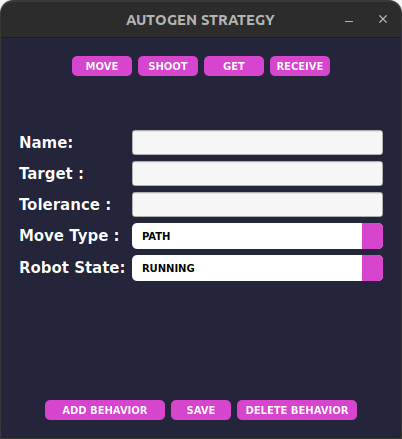 AUTOGEN STRATEGY
MOVE SHOOT GET RECEIVE
Name:
Target :
Tolerance :
Move Type : PATH
Robot State: RUNNING
ADD BEHAVIOR SAVE DELETE BEHAVIOR